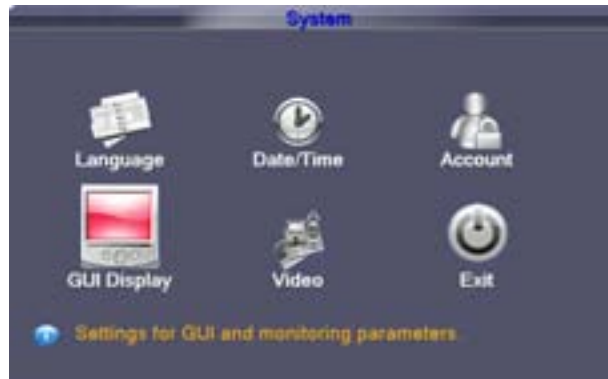 System
Language Date/Time Account
GUI Display Video Exit
Settings for GUI and monitoring parameters.